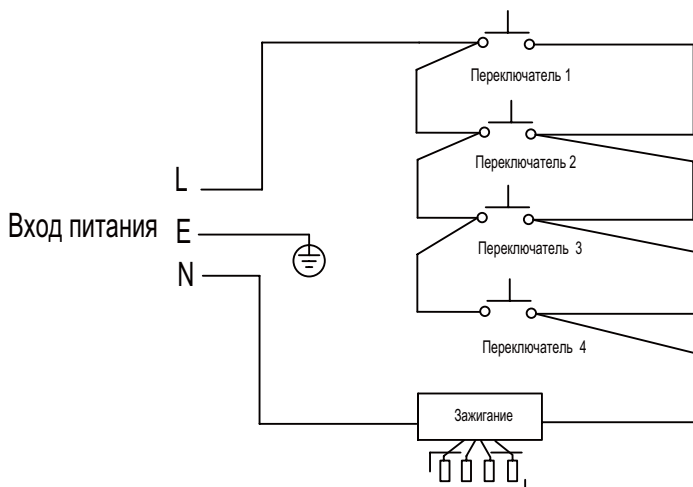 Переключатель 1
Переключатель 2
L
Вход питания E
Переключатель 3
N
Переключатель 4
Зажигание